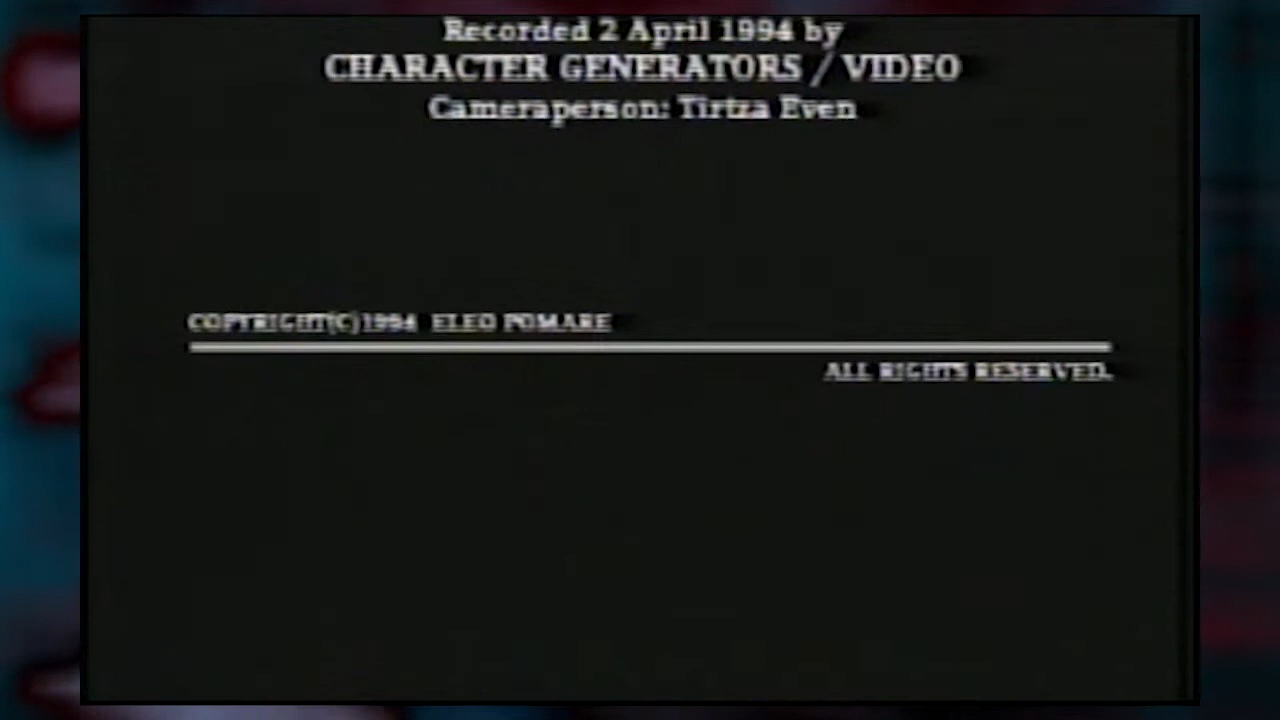 Recorded 2 April 1994 by
CHARACTER GENERATORS / VIDEO
Cameraperson: Tirtza Even
COPYRIGHT(C)1994 ELEO POMARE
ALL RIGHTS RESERVED.